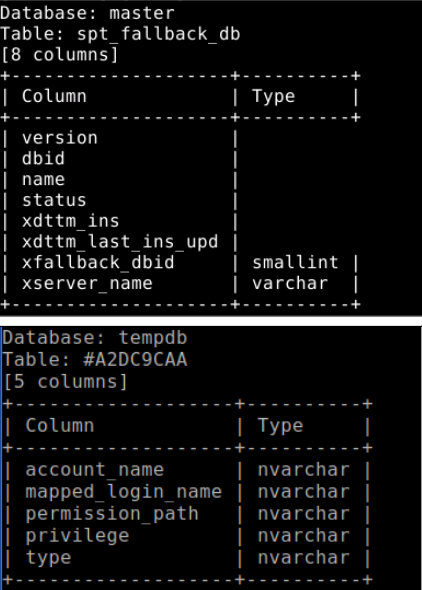 Database: master
Table: spt_fallback_db
[8 columns]
+-------------------+----------+
| Column            | Type     |
+-------------------+----------+
| version           |
| dbid              |
| name              |
| status            |
| xdttm_ins         |
| xdttm_last_ins_upd |
| xfallback_dbid    | smallint |
| xserver_name      | varchar  |
+-------------------+----------+
Database: tempdb
Table: #A2DC9CAA
[5 columns]
+-------------------+----------+
| Column            | Type     |
+-------------------+----------+
| account_name      | nvarchar |
| mapped_login_name | nvarchar |
| permission_path   | nvarchar |
| privilege         | nvarchar |
| type              | nvarchar |
+-------------------+----------+